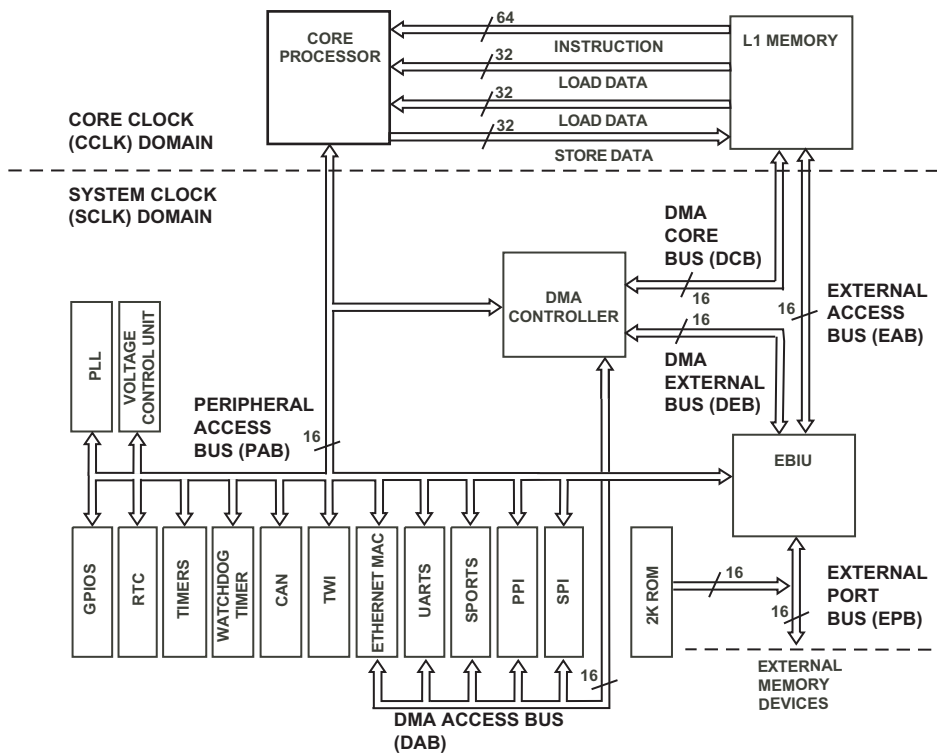 CORE
PROCESSOR
64
INSTRUCTION
32
LOAD DATA
32
LOAD DATA
32
STORE DATA
L1 MEMORY
CORE CLOCK
(CCLK) DOMAIN
SYSTEM CLOCK
(SCLK) DOMAIN
DMA
CORE
BUS (DCB)
16
DMA
CONTROLLER
16
DMA
EXTERNAL
BUS (DEB)
16
EXTERNAL
ACCESS
BUS (EAB)
PLL
VOLTAGE
CONTROL UNIT
PERIPHERAL
ACCESS
BUS (PAB)
16
EBIU
GPIOS
RTC
TIMERS
WATCHDOG
TIMER
CAN
TWI
ETHERNET MAC
UARTS
SPORTS
PPI
SPI
2K ROM
16
EXTERNAL
PORT
BUS (EPB)
16
16
DMA ACCESS BUS
(DAB)
EXTERNAL
MEMORY
DEVICES